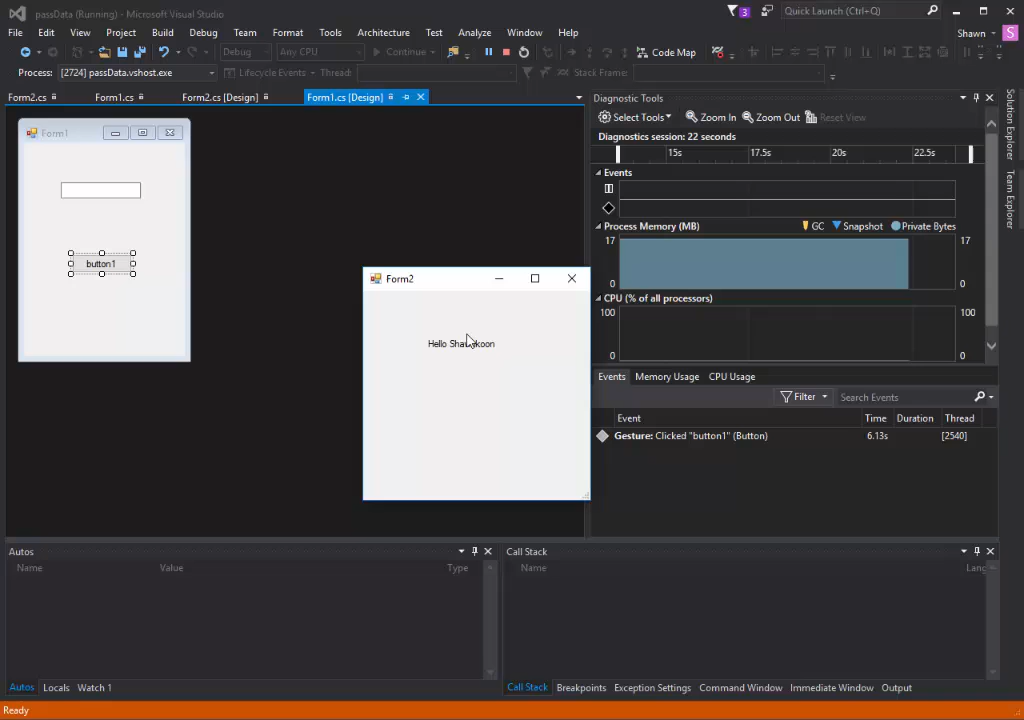 passData (Running) - Microsoft Visual Studio
3
Quick Launch (Ctrl+Q)
File Edit View Project Build Debug Team Format Tools Architecture Test Analyze Window Help
Shawn
S
Debug Any CPU Continue Code Map
Process: [2724] passData.vshost.exe Lifecycle Events Thread: Stack Frame:
Form2.cs Form1.cs Form2.cs [Design] Form1.cs [Design]
Form1
button1
Form2
Diagnostic Tools
Select Tools Zoom In Zoom Out Reset View
Diagnostics session: 22 seconds
15s 17.5s 20s 22.5s
Events
Process Memory (MB) GC Snapshot Private Bytes
17 17
0 0
CPU (% of all processors)
100 100
0 0
Events Memory Usage CPU Usage
Filter Search Events
Event Time Duration Thread
Gesture: Clicked "button1" (Button) 6.13s [2540]
Solution Explorer
Team Explorer
Hello
Autos
Name Value Type
Call Stack
Name Lang
Autos Locals Watch 1
Call Stack Breakpoints Exception Settings Command Window Immediate Window Output
Ready